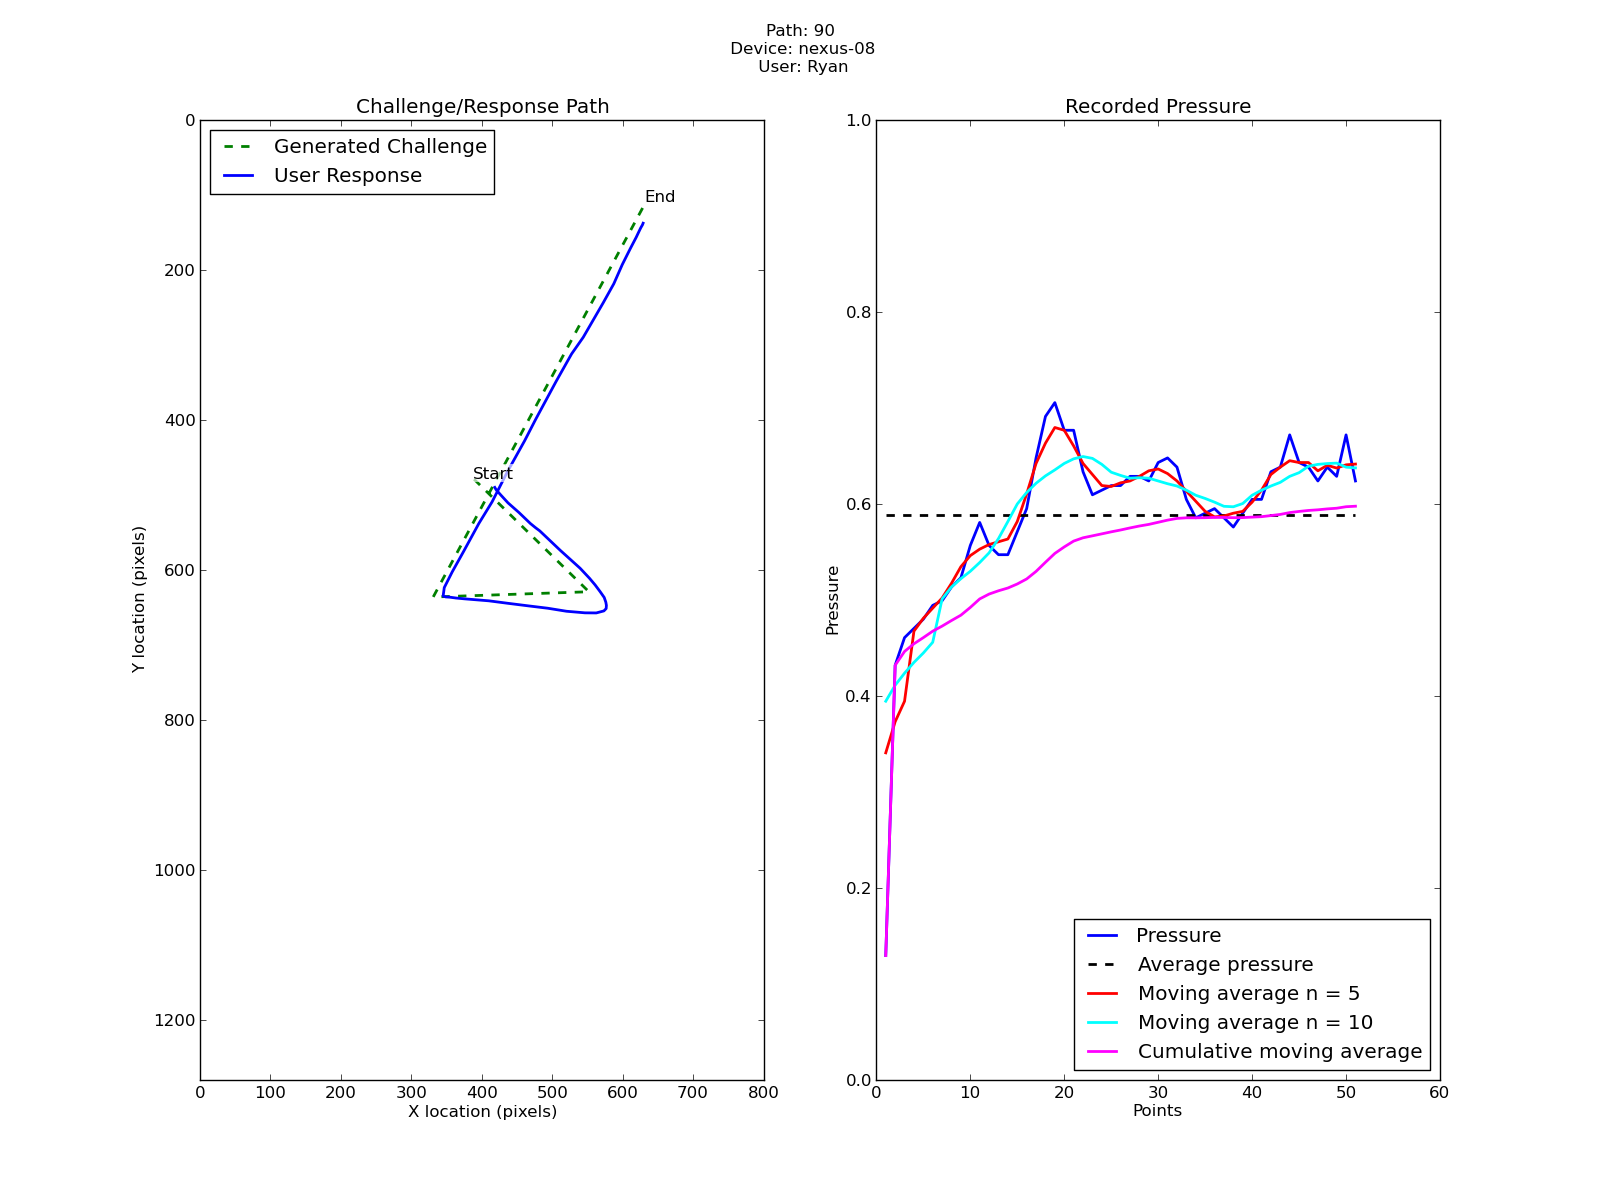 Path: 90
Device: nexus-08
User: Ryan
Challenge/Response Path
Generated Challenge
User Response
End
Start
0
200
400
600
800
1000
1200
Y location (pixels)
0 100 200 300 400 500 600 700 800
X location (pixels)
Recorded Pressure
1.0
0.8
0.6
0.4
0.2
0.0
Pressure
Pressure
Average pressure
Moving average n = 5
Moving average n = 10
Cumulative moving average
0 10 20 30 40 50 60
Points